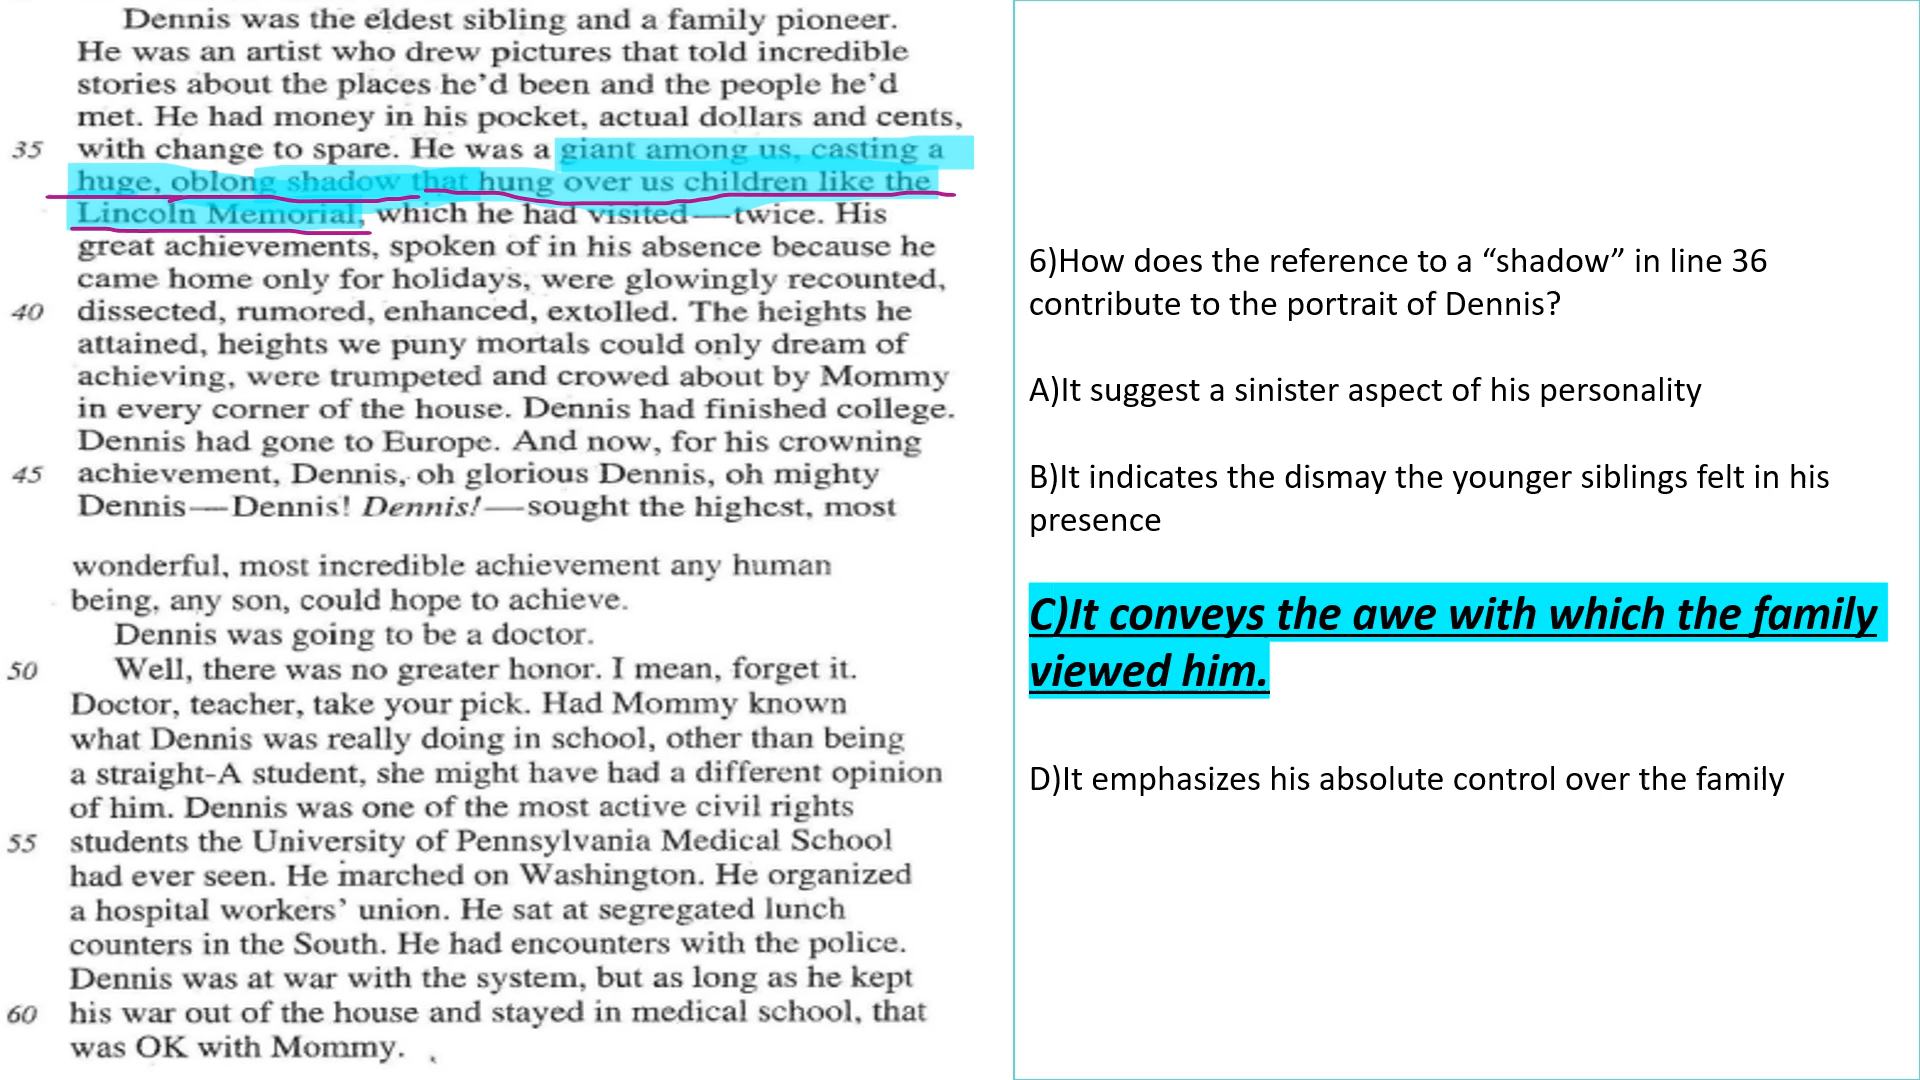 Dennis was the eldest sibling and a family pioneer.
He was an artist who drew pictures that told incredible
stories about the places he’d been and the people he’d
met. He had money in his pocket, actual dollars and cents,
35 with change to spare. He was a giant among us, casting a
huge, oblong shadow that hung over us children like the
Lincoln Memorial, which he had visited—twice. His
great achievements, spoken of in his absence because he
came home only for holidays, were glowingly recounted,
40 dissected, rumored, enhanced, extolled. The heights he
attained, heights we puny mortals could only dream of
achieving, were trumpeted and crowed about by Mommy
in every corner of the house. Dennis had finished college.
Dennis had gone to Europe. And now, for his crowning
45 achievement, Dennis, oh glorious Dennis, oh mighty
Dennis—Dennis! Dennis!—sought the highest, most
wonderful, most incredible achievement any human
being, any son, could hope to achieve.
Dennis was going to be a doctor.
50 Well, there was no greater honor. I mean, forget it.
Doctor, teacher, take your pick. Had Mommy known
what Dennis was really doing in school, other than being
a straight-A student, she might have had a different opinion
of him. Dennis was one of the most active civil rights
55 students the University of Pennsylvania Medical School
had ever seen. He marched on Washington. He organized
a hospital workers’ union. He sat at segregated lunch
counters in the South. He had encounters with the police.
Dennis was at war with the system, but as long as he kept
60 his war out of the house and stayed in medical school, that
was OK with Mommy.
6)How does the reference to a “shadow” in line 36
contribute to the portrait of Dennis?
A)It suggest a sinister aspect of his personality
B)It indicates the dismay the younger siblings felt in his
presence
C)It conveys the awe with which the family
viewed him.
D)It emphasizes his absolute control over the family